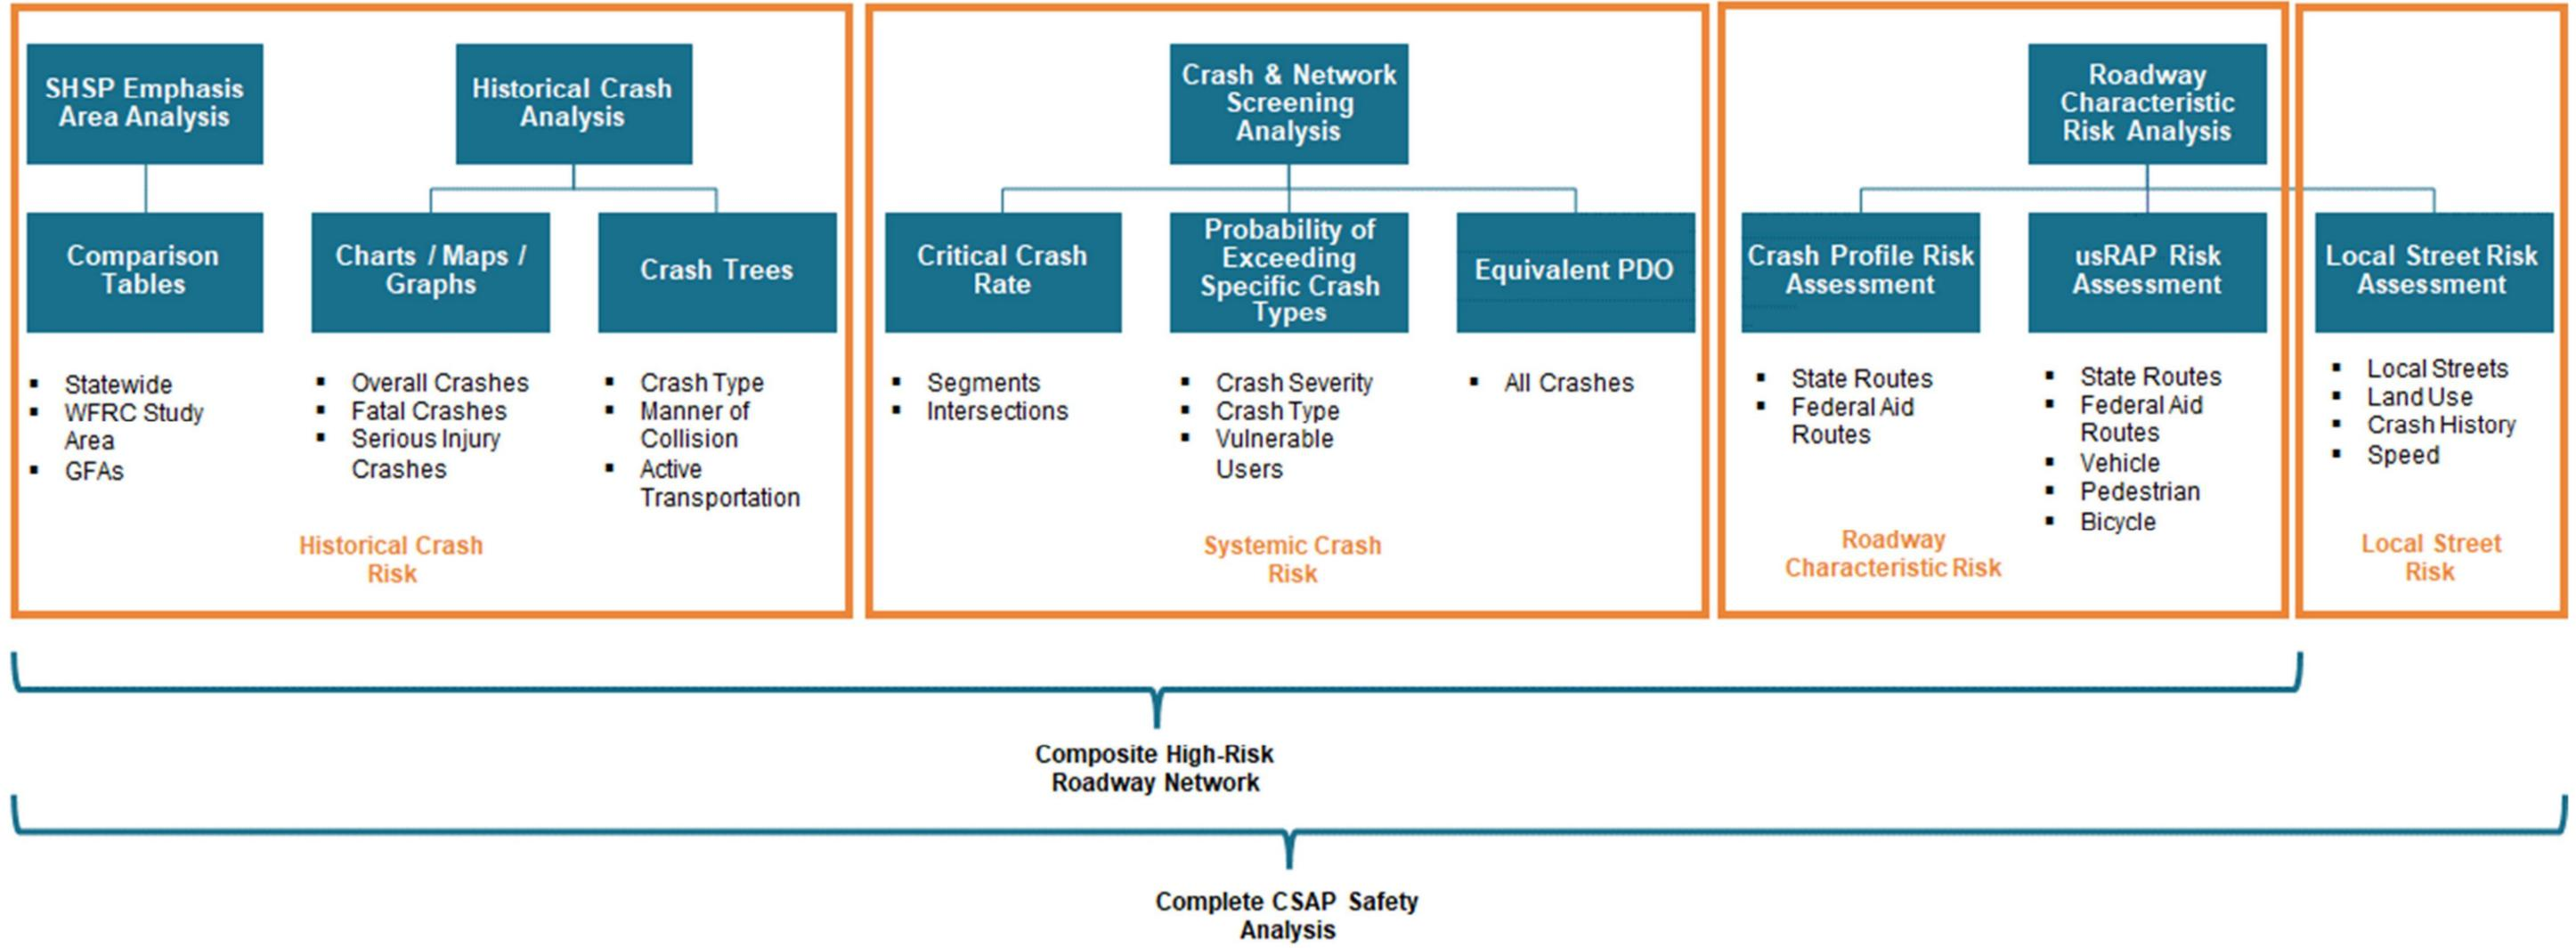 SHSP Emphasis
Area Analysis
Historical Crash
Analysis
Crash & Network
Screening
Analysis
Roadway
Characteristic
Risk Analysis
Comparison
Tables
Charts / Maps /
Graphs
Crash Trees
Critical Crash
Rate
Probability of
Exceeding
Specific Crash
Types
Equivalent PDO
Crash Profile Risk
Assessment
usRAP Risk
Assessment
Local Street Risk
Assessment
▪ Statewide
▪ WFRC Study
Area
▪ GFAs
▪ Overall Crashes
▪ Fatal Crashes
▪ Serious Injury
Crashes
▪ Crash Type
▪ Manner of
Collision
▪ Active
Transportation
▪ Segments
▪ Intersections
▪ Crash Severity
▪ Crash Type
▪ Vulnerable
Users
▪ All Crashes
▪ State Routes
▪ Federal Aid
Routes
▪ State Routes
▪ Federal Aid
Routes
▪ Vehicle
▪ Pedestrian
▪ Bicycle
▪ Local Streets
▪ Land Use
▪ Crash History
▪ Speed
Historical Crash
Risk
Systemic Crash
Risk
Roadway
Characteristic Risk
Local Street
Risk
Composite High-Risk
Roadway Network
Complete CSAP Safety
Analysis